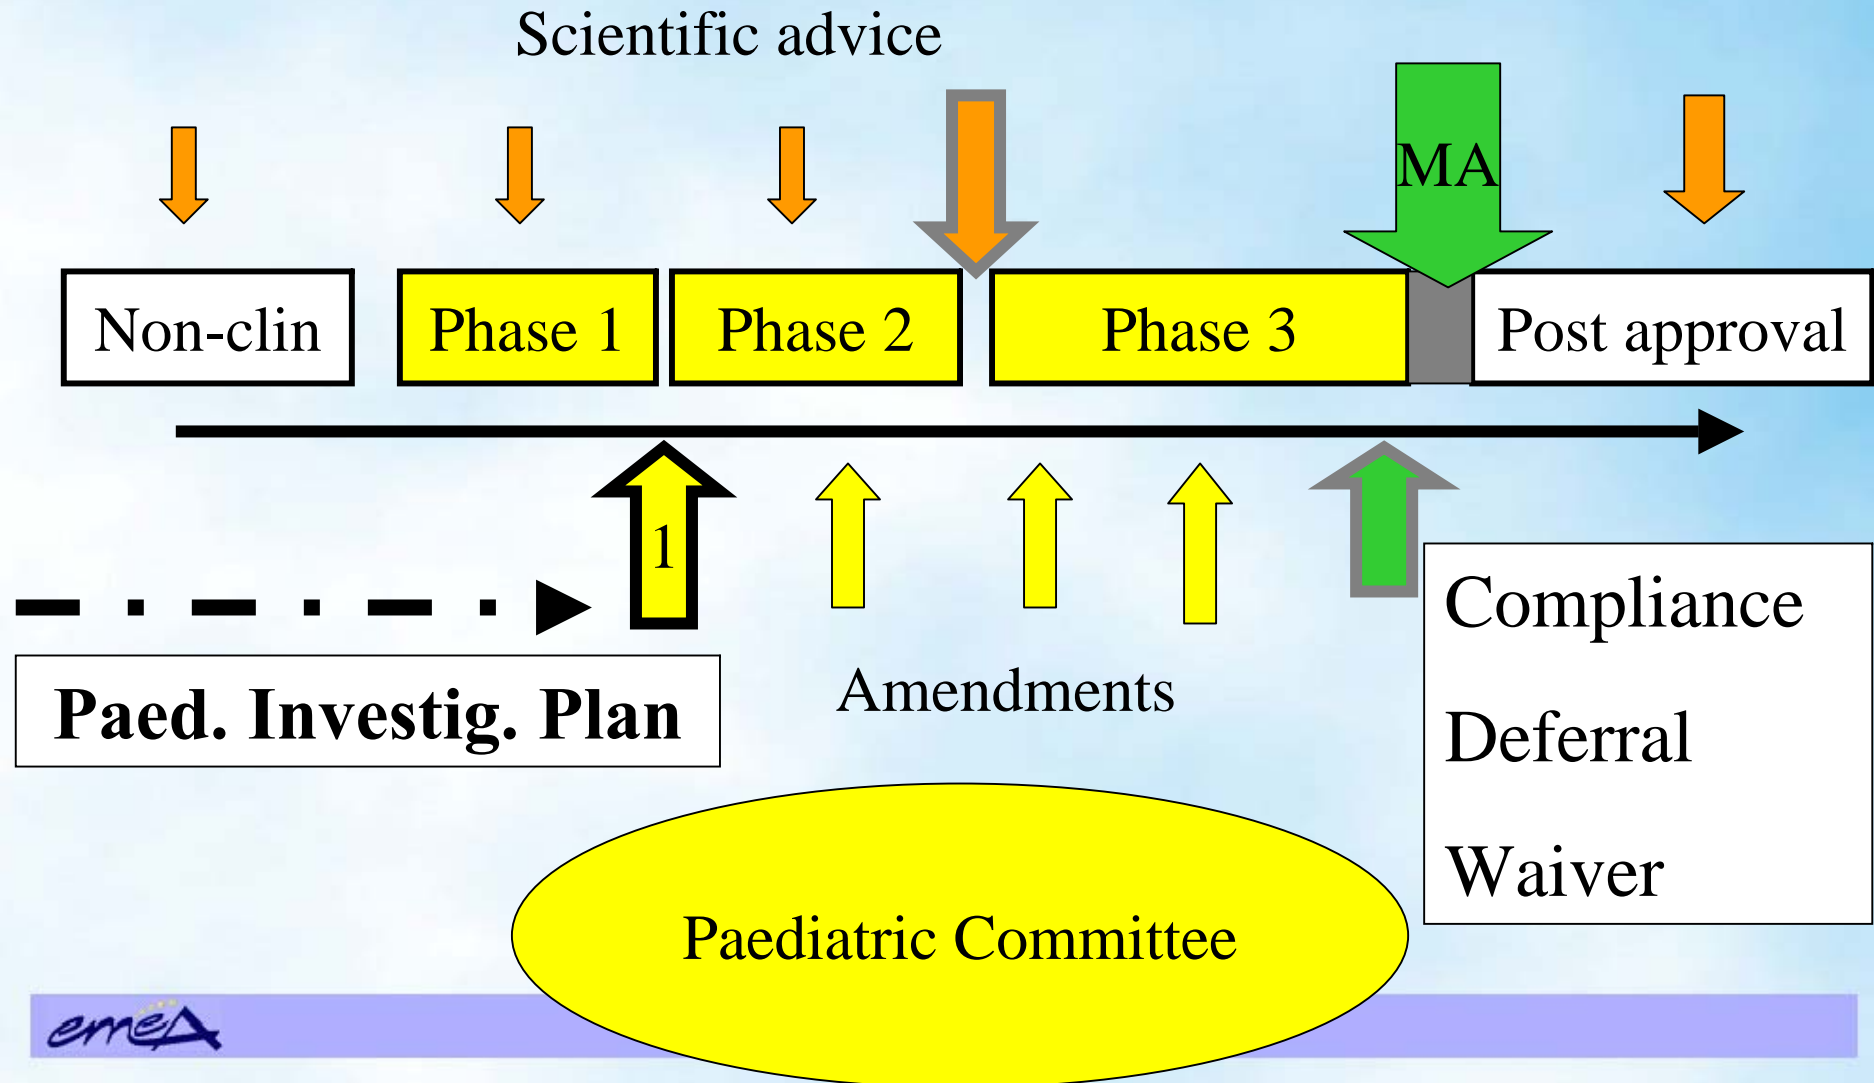 Scientific advice
MA
Non-clin
Phase 1
Phase 2
Phase 3
Post approval
1
Paed. Investig. Plan
Amendments
Compliance
Deferral
Waiver
Paediatric Committee
emeA